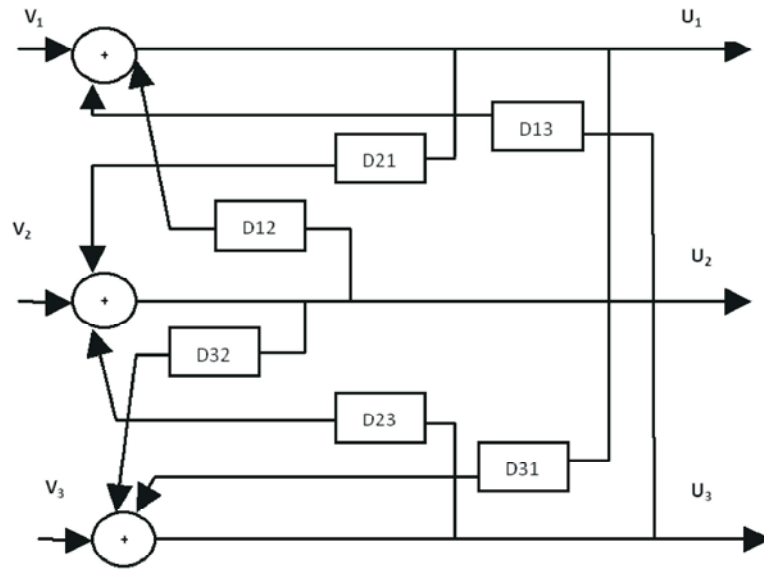 V₁ U₁
+
D13
D21
V₂ D12
U₂
+
D32
D23
V₃ D31 U₃
+